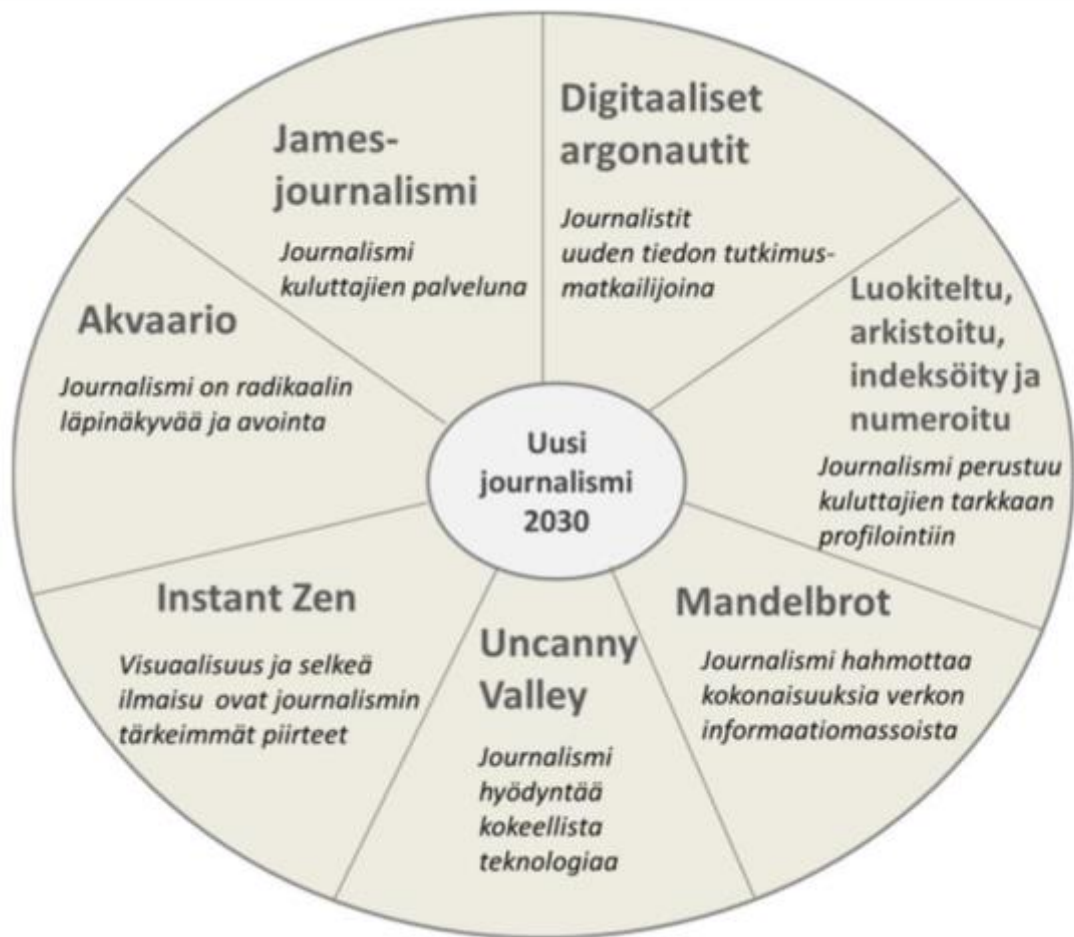 Digitaaliset
argonautit
Journalistit
uuden tiedon tutkimus-
matkailijoina
Luokiteltu,
arkistoitu,
indeksöity ja
numeroitu
Journalismi perustuu
kuluttajien tarkkaan
profilointiin
Mandelbrot
Journalismi hahmottaa
kokonaisuuksia verkon
informaatiomassoista
Uncanny
Valley
Journalismi
hyödyntää
kokeellista
teknologiaa
Instant Zen
Visuaalisuus ja selkeä
ilmaisu ovat journalismin
tärkeimmät piirteet
Akvaario
Journalismi on radikaalin
läpinäkyvää ja avointa
James-
journalismi
Journalismi
kuluttajien palveluna
Uusi
journalismi
2030